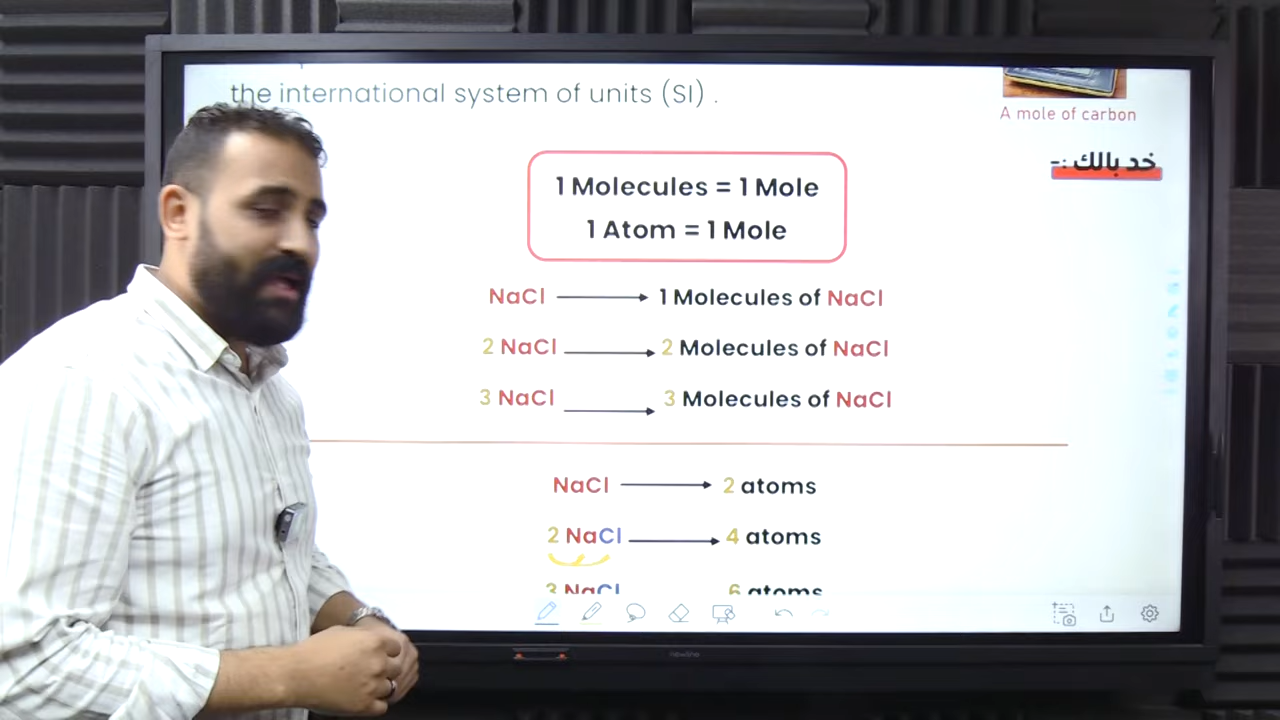 the international system of units (SI) .
A mole of carbon
خد بالك :-
1 Molecules = 1 Mole
1 Atom = 1 Mole
NaCl → 1 Molecules of NaCl
2 NaCl → 2 Molecules of NaCl
3 NaCl → 3 Molecules of NaCl
NaCl → 2 atoms
2 NaCl → 4 atoms
3 NaCl 6 atoms